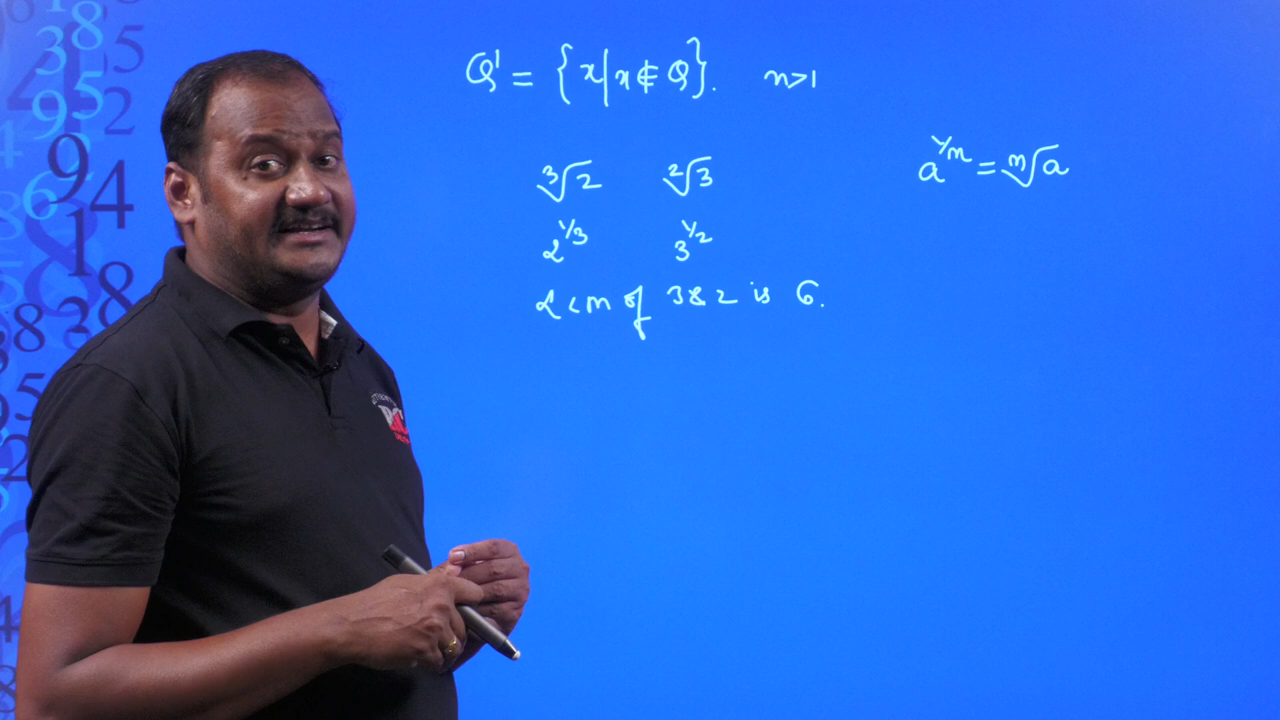 Q' = {x | x ∉ Q}. n>1
∛2 ²√3 a^1/n = ⁿ√a
2^1/3 3^1/2
LCM of 3 & 2 is 6.